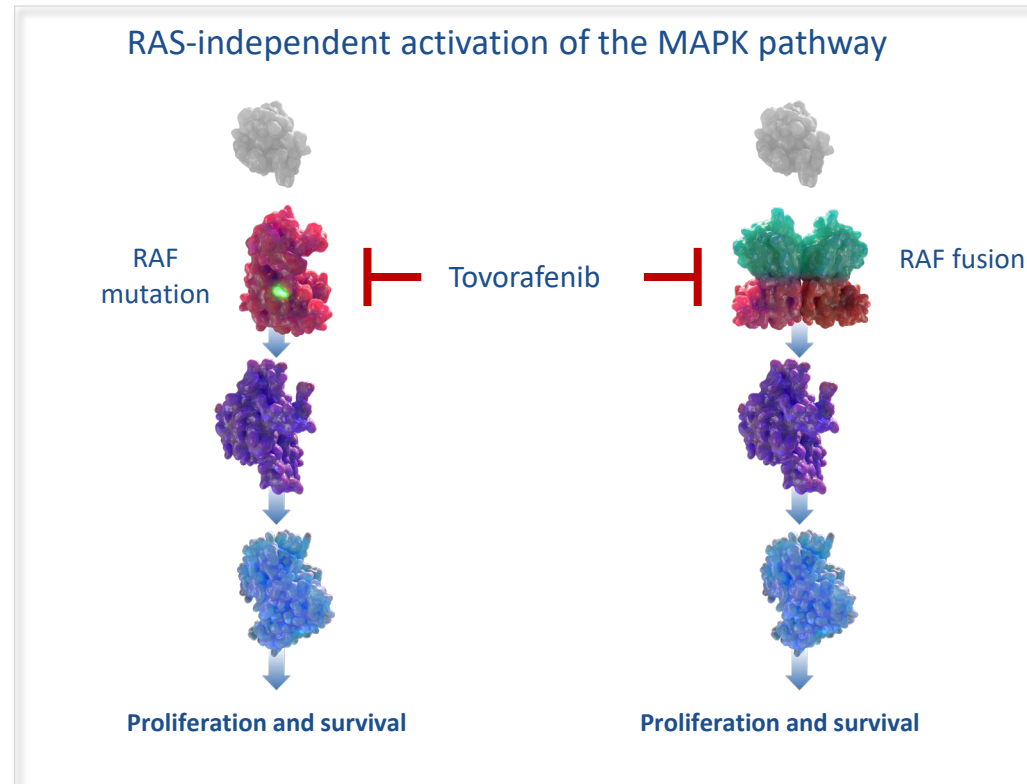 RAS-independent activation of the MAPK pathway
RAF
mutation
Tovorafenib
RAF fusion
Proliferation and survival
Proliferation and survival